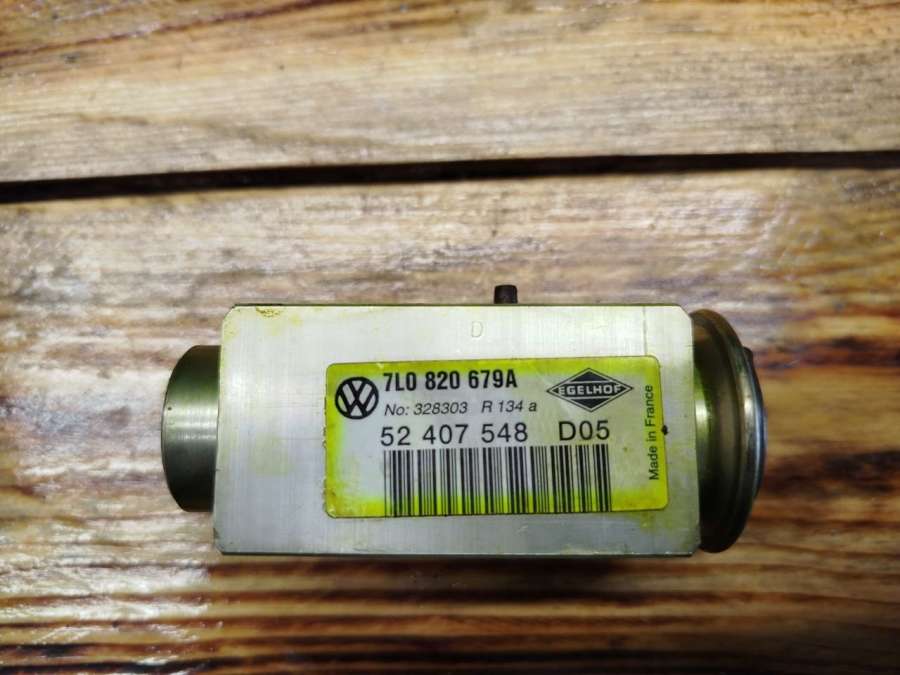 D
7L0 820 679A
No: 328303 R 134 a
EGELHOF
52 407 548 D05
Made in France